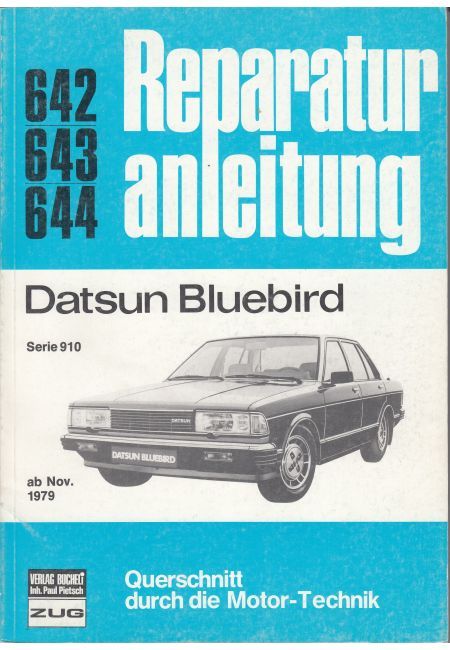 642
643
644
Reparatur
anleitung
Datsun Bluebird
Serie 910
DATSUN
DATSUN BLUEBIRD
ab Nov.
1979
VERLAG BUCHELI
Inh. Paul Pietsch
ZUG
Querschnitt
durch die Motor-Technik